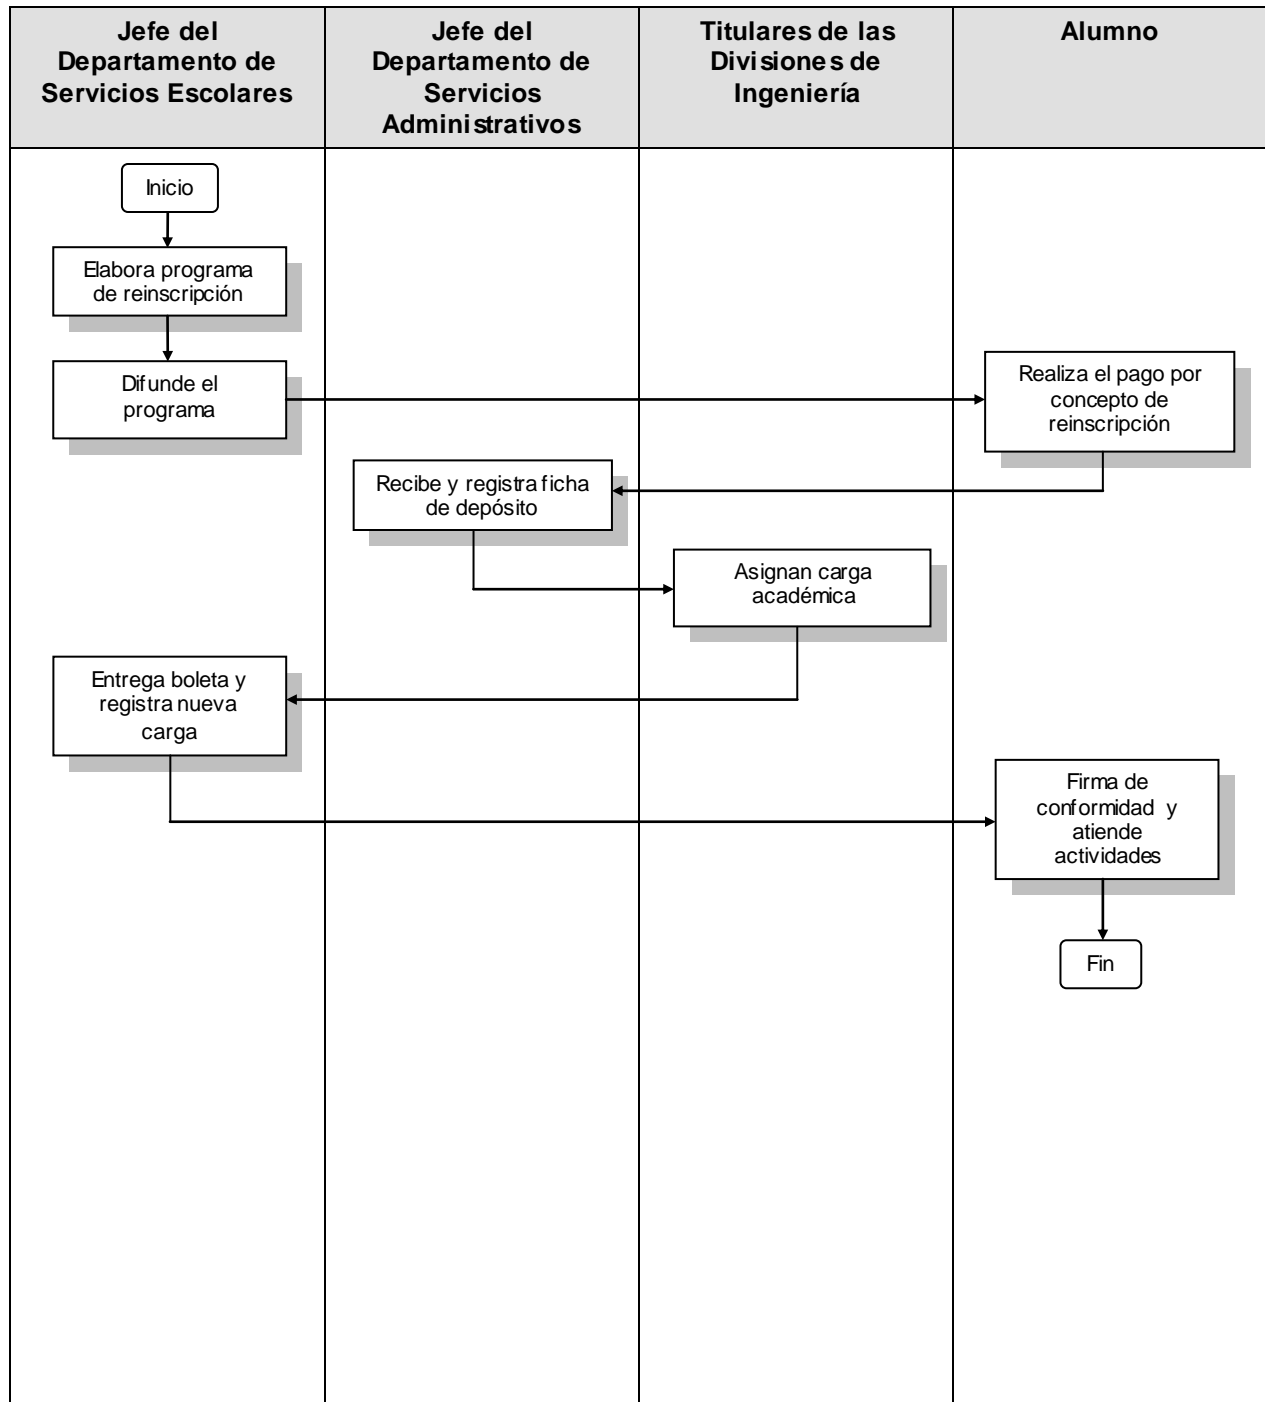 Jefe del
Departamento de
Servicios Escolares
Jefe del
Departamento de
Servicios
Administrativos
Titulares de las
Divisiones de
Ingeniería
Alumno
Inicio
Elabora programa
de reinscripción
Difunde el
programa
Realiza el pago por
concepto de
reinscripción
Recibe y registra ficha
de depósito
Asignan carga
académica
Entrega boleta y
registra nueva
carga
Firma de
conformidad y
atiende
actividades
Fin